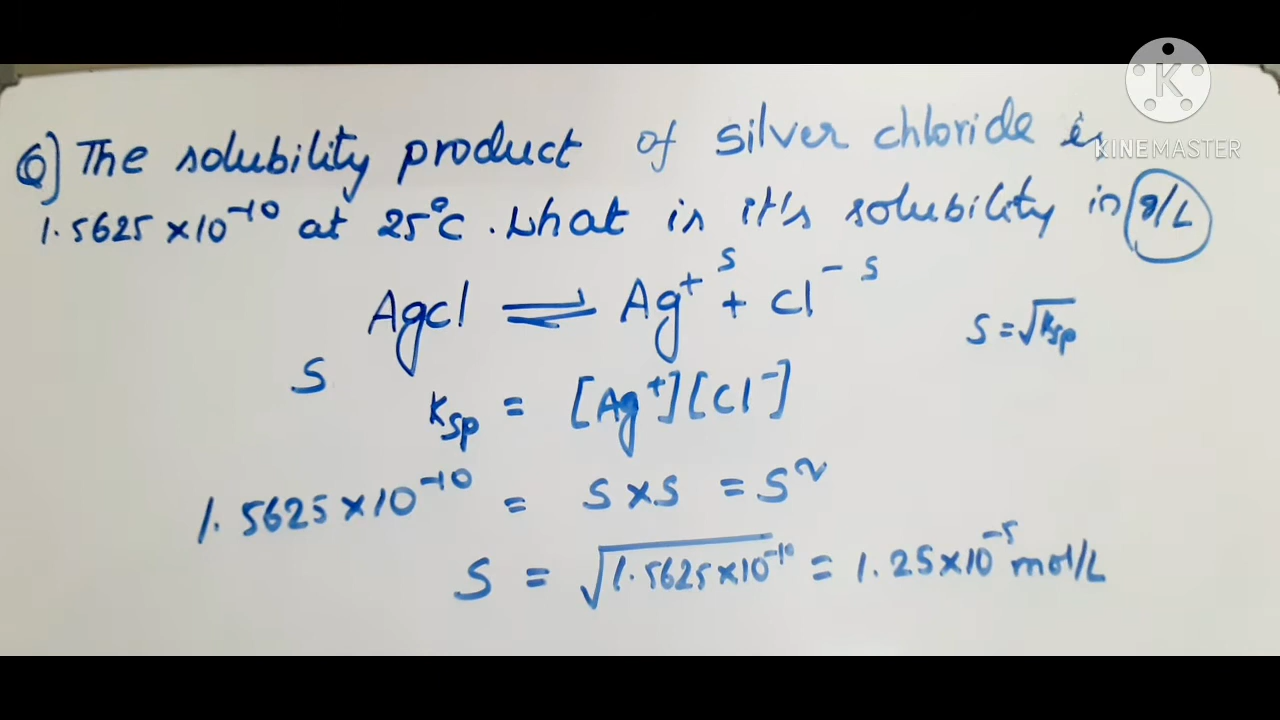 Q] The solubility product of silver chloride is
KINEMASTER
1.5625 ×10⁻¹⁰ at 25°C. What is it's solubility in g/L
AgCl ⇌ Ag⁺ + Cl⁻
S S S
S = √Ksp
Ksp = [Ag⁺][Cl⁻]
1.5625×10⁻¹⁰ = S×S = S²
S = √1.5625×10⁻¹⁰ = 1.25×10⁻⁵ mol/L